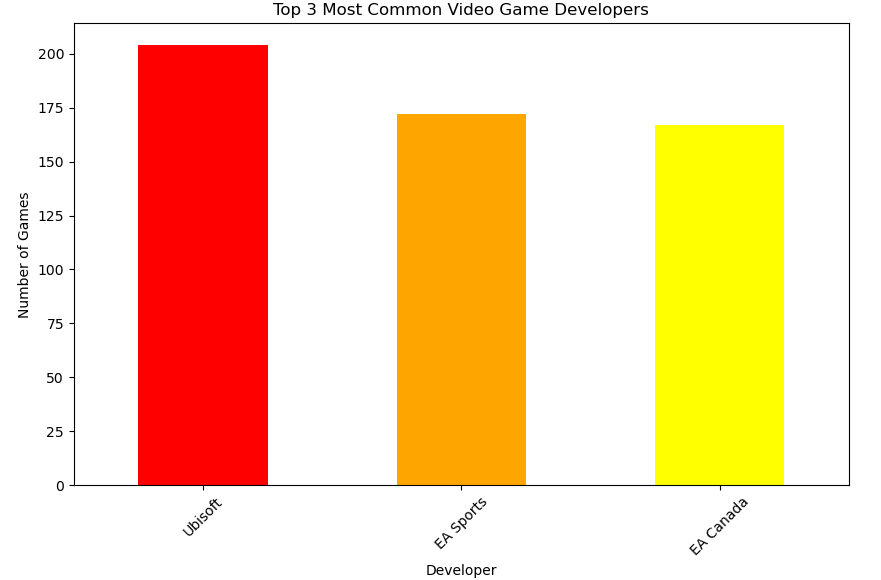 Top 3 Most Common Video Game Developers
Number of Games
200
175
150
125
100
75
50
25
0
Ubisoft
EA Sports
EA Canada
Developer